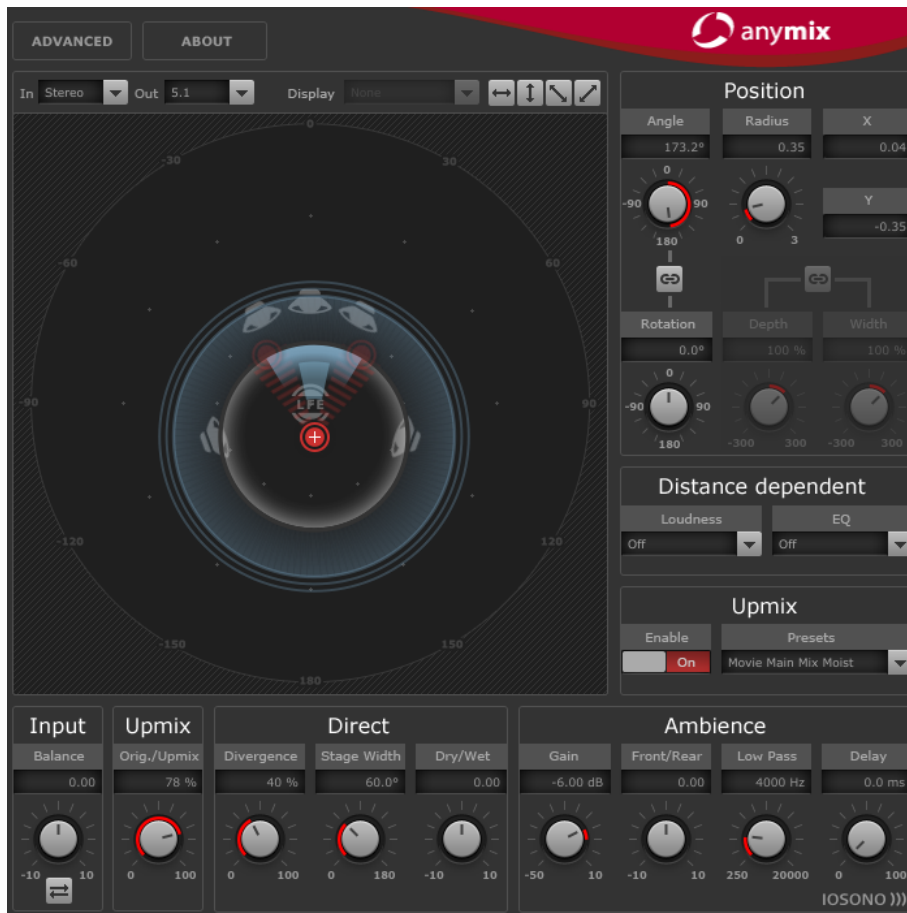 ADVANCED ABOUT anymix
In Stereo Out 5.1 Display None
Position
Angle Radius X
173.2° 0.35 0.04
0
-90 90
180 0 3
Y
-0.35
Rotation Depth Width
0.0° 100 % 100 %
0
-90 90
180 -300 300 -300 300
0
-30 30
-60 60
-90 90
-120 120
-150 150
180
LFE
Distance dependent
Loudness EQ
Off Off
Upmix
Enable Presets
On Movie Main Mix Moist
Input Upmix Direct Ambience
Balance Orig./Upmix Divergence Stage Width Dry/Wet Gain Front/Rear Low Pass Delay
0.00 78 % 40 % 60.0° 0.00 -6.00 dB 0.00 4000 Hz 0.0 ms
-10 10 0 100 0 100 0 180 -10 10 -50 10 -10 10 250 20000 0 100
IOSONO